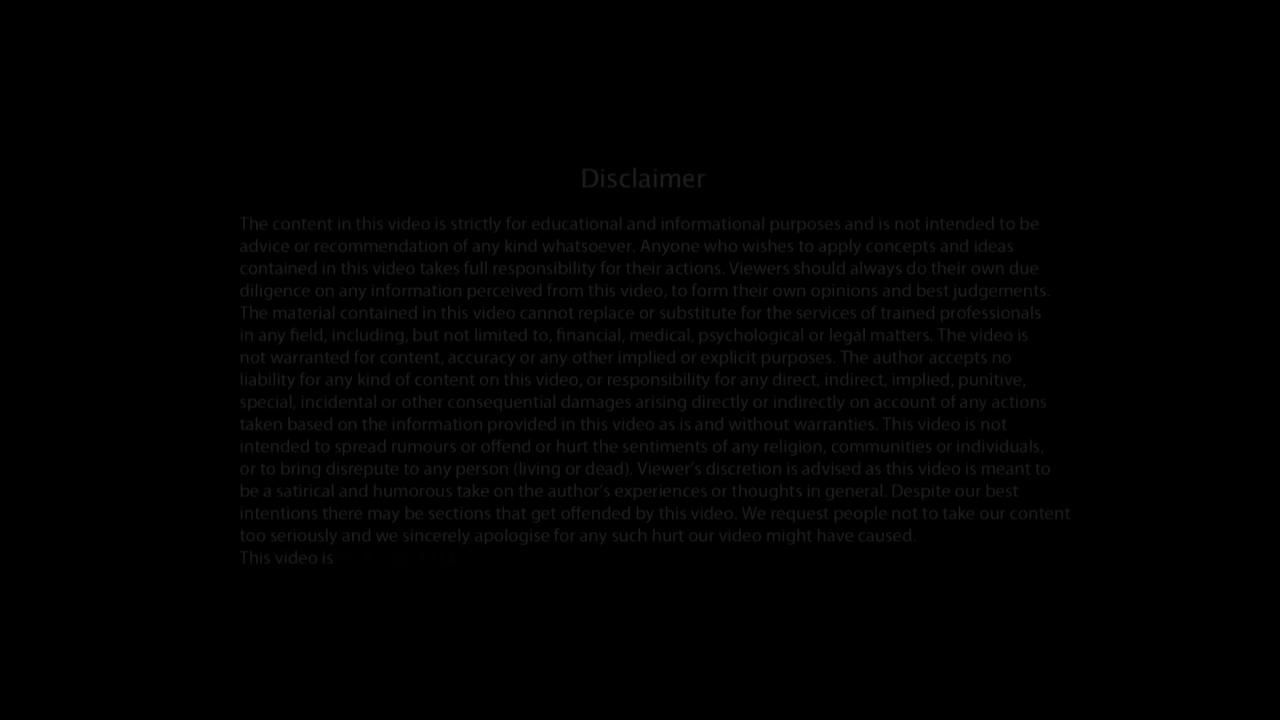 Disclaimer
The content in this video is strictly for educational and informational purposes and is not intended to be
advice or recommendation of any kind whatsoever. Anyone who wishes to apply concepts and ideas
contained in this video takes full responsibility for their actions. Viewers should always do their own due
diligence on any information perceived from this video, to form their own opinions and best judgements.
The material contained in this video cannot replace or substitute for the services of trained professionals
in any field, including, but not limited to, financial, medical, psychological or legal matters. The video is
not warranted for content, accuracy or any other implied or explicit purposes. The author accepts no
liability for any kind of content on this video, or responsibility for any direct, indirect, implied, punitive,
special, incidental or other consequential damages arising directly or indirectly on account of any actions
taken based on the information provided in this video as is and without warranties. This video is not
intended to spread rumours or offend or hurt the sentiments of any religion, communities or individuals,
or to bring disrepute to any person (living or dead). Viewer's discretion is advised as this video is meant to
be a satirical and humorous take on the author's experiences or thoughts in general. Despite our best
intentions there may be sections that get offended by this video. We request people not to take our content
too seriously and we sincerely apologise for any such hurt our video might have caused.
This video is